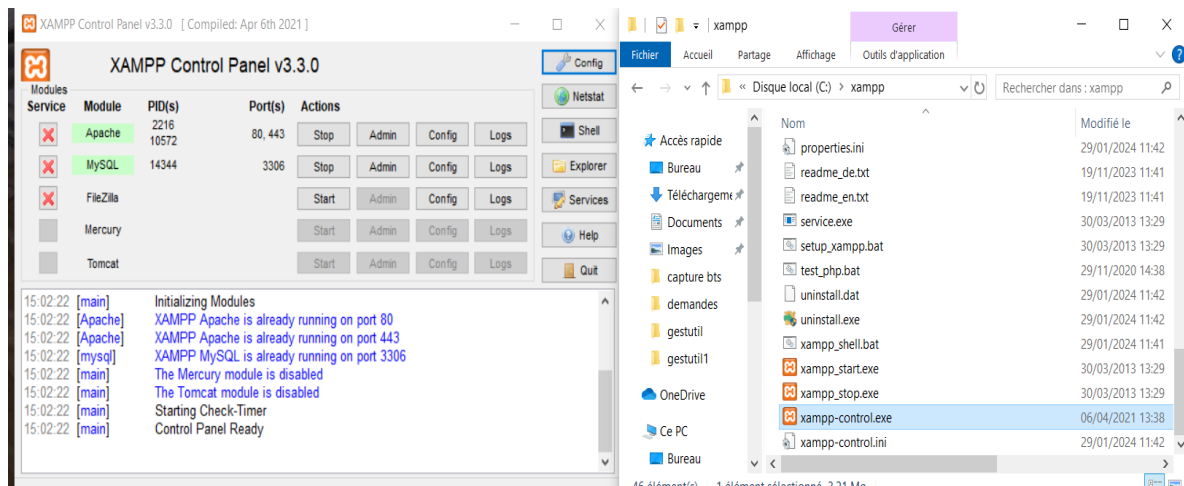 XAMPP Control Panel v3.3.0 [ Compiled: Apr 6th 2021 ]
XAMPP Control Panel v3.3.0
Modules
Service Module PID(s) Port(s) Actions
Apache 2216 10572 80, 443 Stop Admin Config Logs
MySQL 14344 3306 Stop Admin Config Logs
FileZilla Start Admin Config Logs
Mercury Start Admin Config Logs
Tomcat Start Admin Config Logs
Config
Netstat
Shell
Explorer
Services
Help
Quit
15:02:22 [main] Initializing Modules
15:02:22 [Apache] XAMPP Apache is already running on port 80
15:02:22 [Apache] XAMPP Apache is already running on port 443
15:02:22 [mysql] XAMPP MySQL is already running on port 3306
15:02:22 [main] The Mercury module is disabled
15:02:22 [main] The Tomcat module is disabled
15:02:22 [main] Starting Check-Timer
15:02:22 [main] Control Panel Ready
xampp Gérer
Fichier Accueil Partage Affichage Outils d'application
« Disque local (C:) > xampp Rechercher dans : xampp
Accès rapide
Bureau
Téléchargeme
Documents
Images
capture bts
demandes
gestutil
gestutil1
OneDrive
Ce PC
Bureau
Nom Modifié le
properties.ini 29/01/2024 11:42
readme_de.txt 19/11/2023 11:41
readme_en.txt 19/11/2023 11:41
service.exe 30/03/2013 13:29
setup_xampp.bat 30/03/2013 13:29
test_php.bat 29/11/2020 14:38
uninstall.dat 29/01/2024 11:42
uninstall.exe 29/01/2024 11:42
xampp_shell.bat 29/01/2024 11:41
xampp_start.exe 30/03/2013 13:29
xampp_stop.exe 30/03/2013 13:29
xampp-control.exe 06/04/2021 13:38
xampp-control.ini 29/01/2024 11:42
46 élément(s) 1 élément sélectionné 3,21 Mo